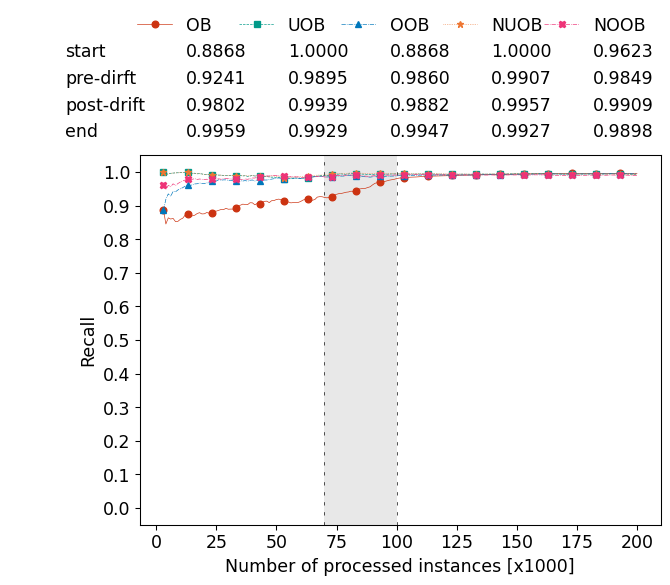 OB UOB OOB NUOB NOOB
start 0.8868 1.0000 0.8868 1.0000 0.9623
pre-dirft 0.9241 0.9895 0.9860 0.9907 0.9849
post-drift 0.9802 0.9939 0.9882 0.9957 0.9909
end 0.9959 0.9929 0.9947 0.9927 0.9898
1.0
0.9
0.8
0.7
0.6
0.5
0.4
0.3
0.2
0.1
0.0
Recall
0 25 50 75 100 125 150 175 200
Number of processed instances [x1000]